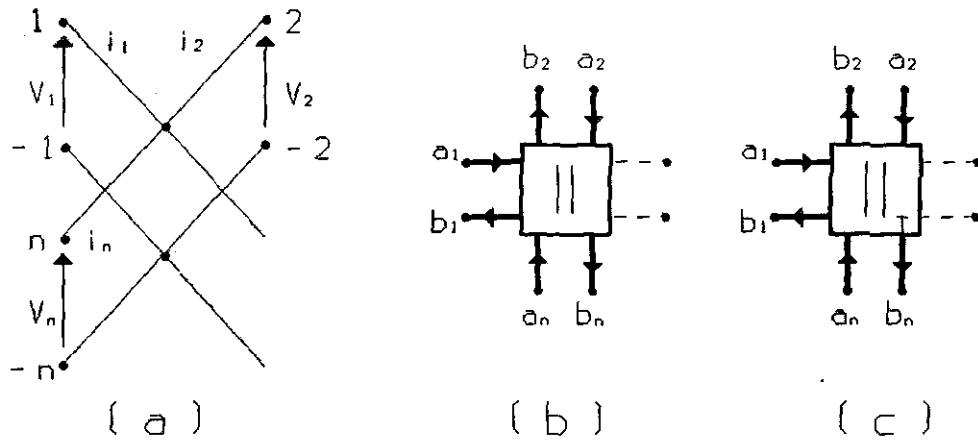 1 i₁ i₂ 2
V₁ V₂
-1 -2
n iₙ
Vₙ
-n
(a)
b₂ a₂
a₁
b₁
||
aₙ bₙ
(b)
b₂ a₂
a₁
b₁
||
aₙ bₙ
(c)